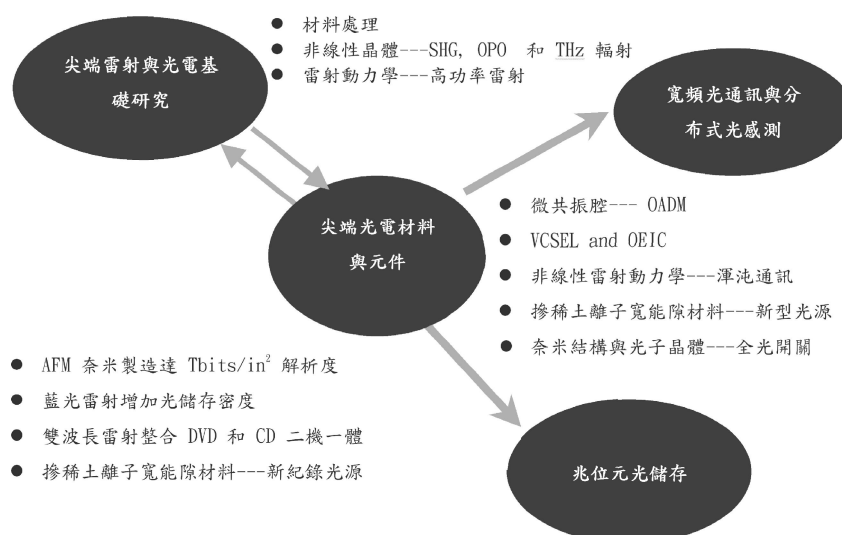 尖端雷射與光電基
礎研究
● 材料處理
● 非線性晶體---SHG, OPO 和 THz 輻射
● 雷射動力學---高功率雷射
寬頻光通訊與分
布式光感測
尖端光電材料
與元件
● 微共振腔--- OADM
● VCSEL and OEIC
● 非線性雷射動力學---渾沌通訊
● 摻稀土離子寬能隙材料---新型光源
● 奈米結構與光子晶體---全光開關
● AFM 奈米製造達 Tbits/in² 解析度
● 藍光雷射增加光儲存密度
● 雙波長雷射整合 DVD 和 CD 二機一體
● 摻稀土離子寬能隙材料---新紀錄光源
兆位元光儲存